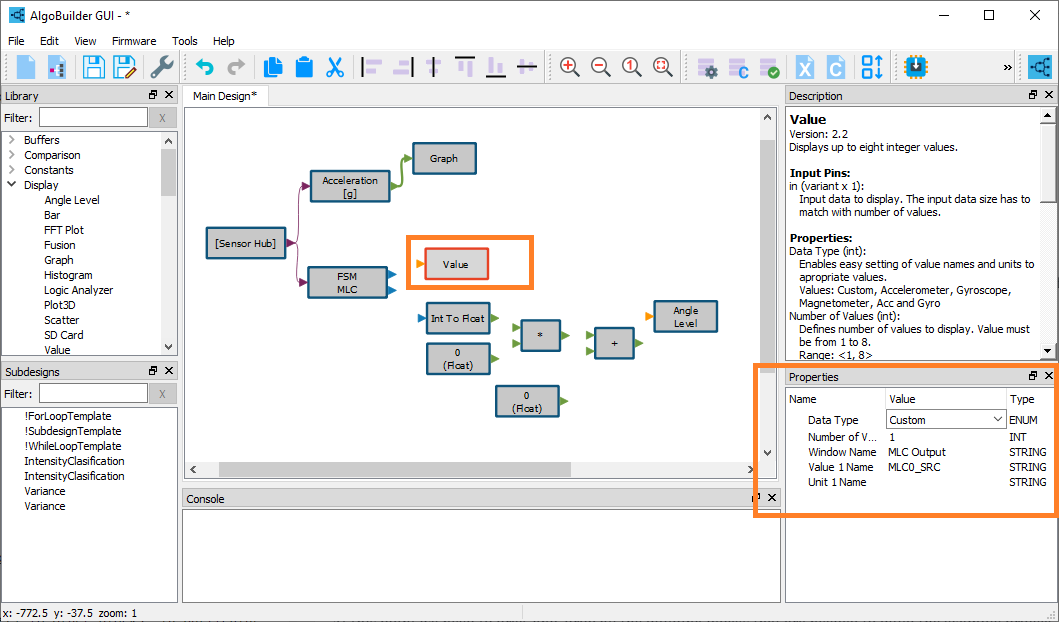 AlgoBuilder GUI - *
File Edit View Firmware Tools Help
1 C X C »
Library
Filter: X
Buffers
Comparison
Constants
Display
Angle Level
Bar
FFT Plot
Fusion
Graph
Histogram
Logic Analyzer
Plot3D
Scatter
SD Card
Value
Subdesigns
Filter: X
!ForLoopTemplate
!SubdesignTemplate
!WhileLoopTemplate
IntensityClasification
IntensityClasification
Variance
Variance
Main Design*
Graph
Acceleration
[g]
[Sensor Hub]
Value
FSM
MLC
Int To Float
Angle
Level
*
+
0
(Float)
0
(Float)
Console
Description
Value
Version: 2.2
Displays up to eight integer values.
Input Pins:
in (variant x 1):
Input data to display. The input data size has to
match with number of values.
Properties:
Data Type (int):
Enables easy setting of value names and units to
apropriate values.
Values: Custom, Accelerometer, Gyroscope,
Magnetometer, Acc and Gyro
Number of Values (int):
Defines number of values to display. Value must
be from 1 to 8.
Range: <1, 8>
Properties
Name Value Type
Data Type Custom ENUM
Number of V... 1 INT
Window Name MLC Output STRING
Value 1 Name MLC0_SRC STRING
Unit 1 Name STRING
x: -772.5 y: -37.5 zoom: 1